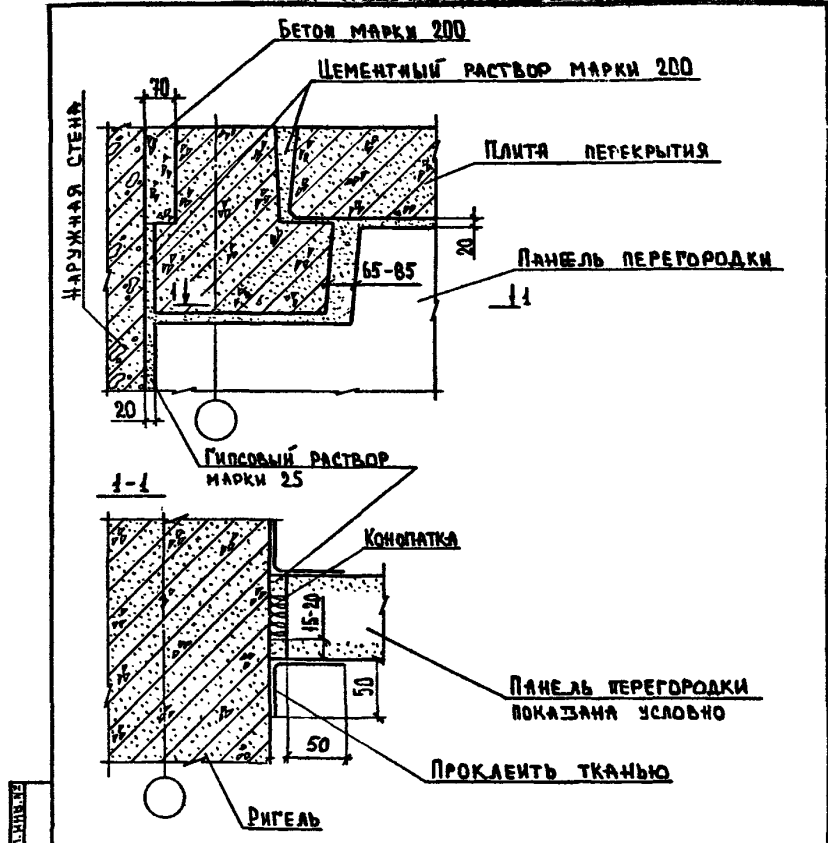 Бетон марки 200
70
Цементный раствор марки 200
Наружная стена
Плита перекрытия
20
65-85
Панель перегородки
1
1
20
Гипсовый раствор
марки 25
1-1
Конопатка
15-20
50
Панель перегородки
показана условно
50
Проклеить тканью
Ригель